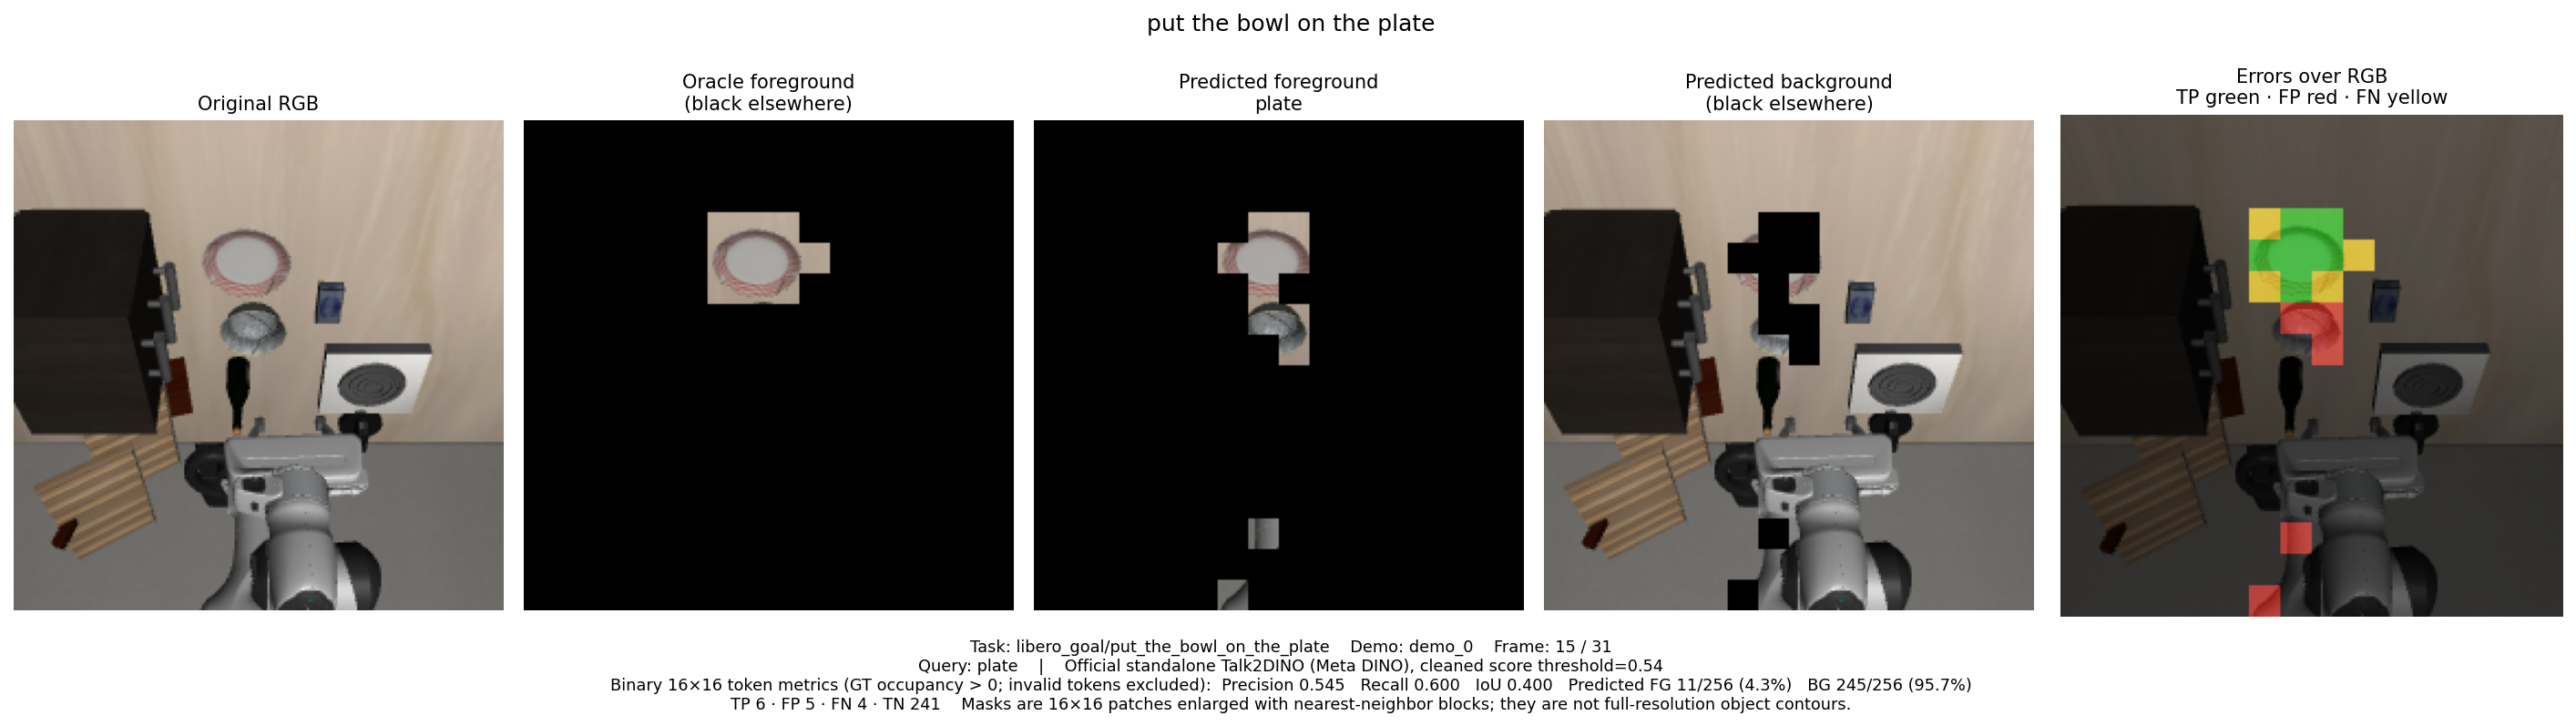 put the bowl on the plate
Original RGB
Oracle foreground
(black elsewhere)
Predicted foreground
plate
Predicted background
(black elsewhere)
Errors over RGB
TP green · FP red · FN yellow
Task: libero_goal/put_the_bowl_on_the_plate    Demo: demo_0    Frame: 15 / 31
Query: plate    |    Official standalone Talk2DINO (Meta DINO), cleaned score threshold=0.54
Binary 16×16 token metrics (GT occupancy > 0; invalid tokens excluded):  Precision 0.545   Recall 0.600   IoU 0.400   Predicted FG 11/256 (4.3%)   BG 245/256 (95.7%)
TP 6 · FP 5 · FN 4 · TN 241    Masks are 16×16 patches enlarged with nearest-neighbor blocks; they are not full-resolution object contours.